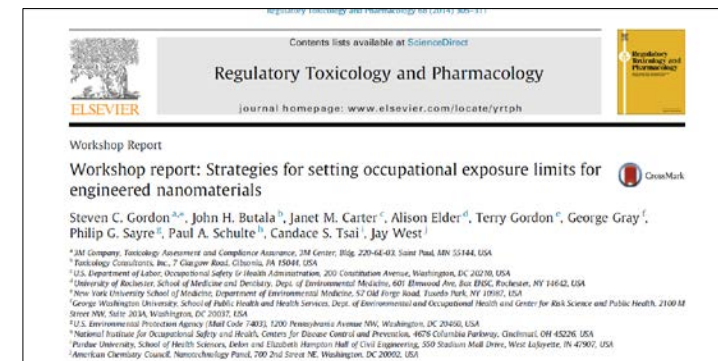 Regulatory Toxicology and Pharmacology 68 (2014) 305–311
Contents lists available at ScienceDirect
Regulatory Toxicology and Pharmacology
journal homepage: www.elsevier.com/locate/yrtph
ELSEVIER
Regulatory Toxicology and Pharmacology
Workshop Report
Workshop report: Strategies for setting occupational exposure limits for
engineered nanomaterials
CrossMark
Steven C. Gordon a,*, John H. Butala b, Janet M. Carter c, Alison Elder d, Terry Gordon e, George Gray f,
Philip G. Sayre g, Paul A. Schulte h, Candace S. Tsai i, Jay West j
a 3M Company, Toxicology Assessment and Compliance Assurance, 3M Center, Bldg. 220-6E-03, Saint Paul, MN 55144, USA
b Toxicology Consultants, Inc., 7 Glasgow Road, Gibsonia, PA 15044, USA
c U.S. Department of Labor, Occupational Safety & Health Administration, 200 Constitution Avenue, Washington, DC 20210, USA
d University of Rochester, School of Medicine and Dentistry, Dept. of Environmental Medicine, 601 Elmwood Ave, Box EHSC, Rochester, NY 14642, USA
e New York University School of Medicine, Department of Environmental Medicine, 57 Old Forge Road, Tuxedo Park, NY 10987, USA
f George Washington University, School of Public Health and Health Services, Dept. of Environmental and Occupational Health and Center for Risk Science and Public Health, 2100 M
Street NW, Suite 203A, Washington, DC 20037, USA
g U.S. Environmental Protection Agency (Mail Code 7403), 1200 Pennsylvania Avenue NW, Washington, DC 20460, USA
h National Institute for Occupational Safety and Health, Centers for Disease Control and Prevention, 4676 Columbia Parkway, Cincinnati, OH 45226, USA
i Purdue University, School of Health Sciences, Delon and Elizabeth Hampton Hall of Civil Engineering, 550 Stadium Mall Drive, West Lafayette, IN 47907, USA
j American Chemistry Council, Nanotechnology Panel, 700 2nd Street NE, Washington, DC 20002, USA